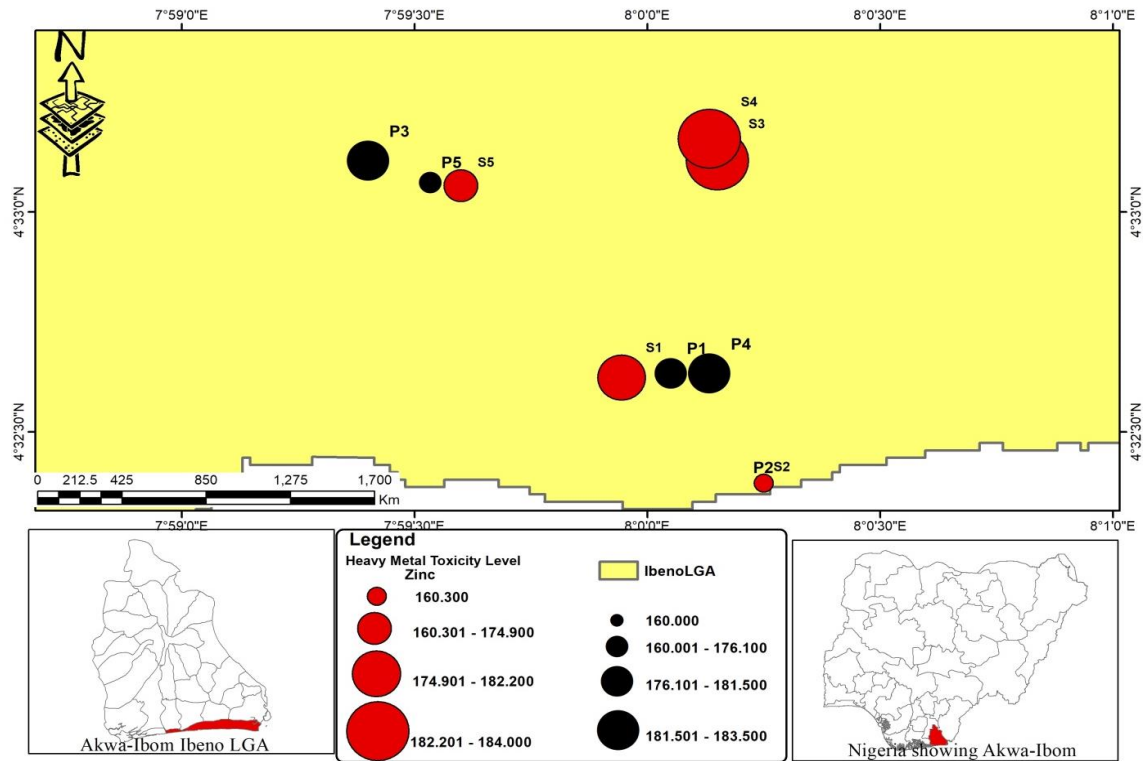 7°59'0"E 7°59'30"E 8°0'0"E 8°0'30"E 8°1'0"E
N
S4
S3
P3
P5 S5
4°33'0"N 4°33'0"N
S1 P1 P4
4°32'30"N 4°32'30"N
P2 S2
0 212.5 425 850 1,275 1,700
Km
7°59'0"E 7°59'30"E 8°0'0"E 8°0'30"E 8°1'0"E
Legend
Heavy Metal Toxicity Level
Zinc
160.300
160.301 - 174.900
174.901 - 182.200
182.201 - 184.000
IbenoLGA
160.000
160.001 - 176.100
176.101 - 181.500
181.501 - 183.500
Akwa-Ibom Ibeno LGA
Nigeria showing Akwa-Ibom